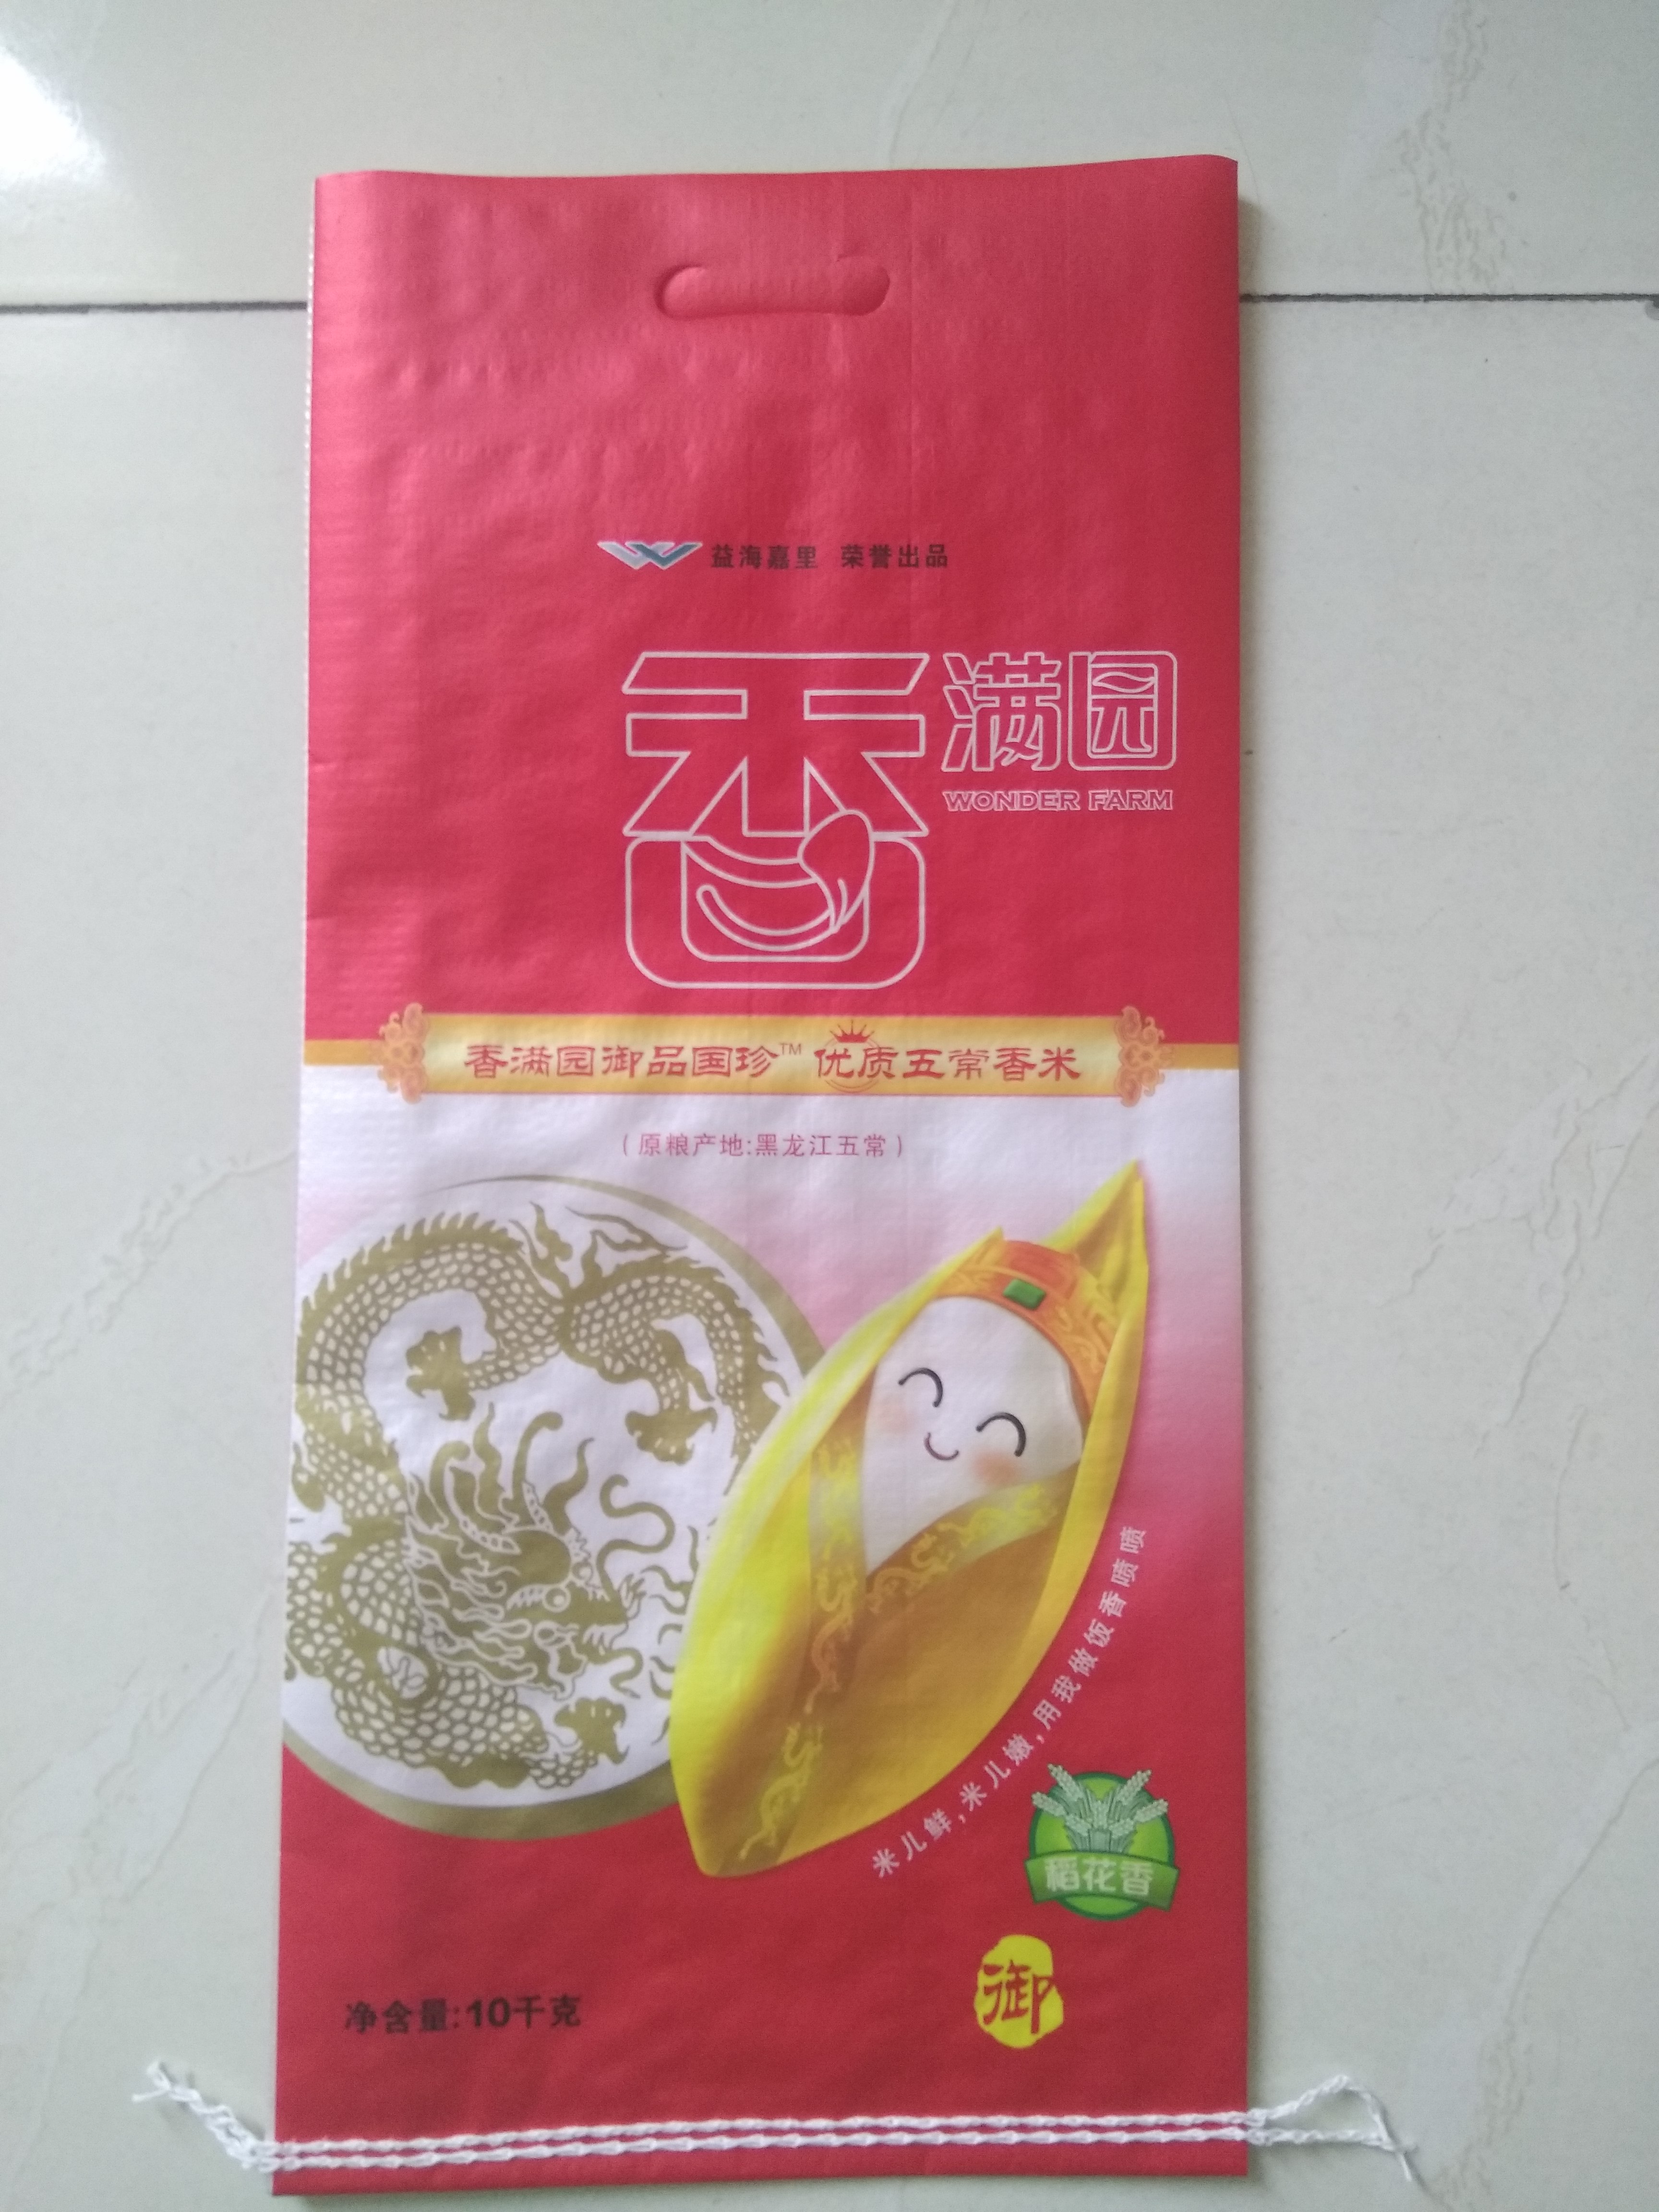 益海嘉里 荣誉出品
香满园
WONDER FARM
香满园御品国珍™ 优质五常香米
(原粮产地:黑龙江五常)
米儿鲜,米儿嫩,用我做饭香喷喷
稻花香
御
净含量:10千克